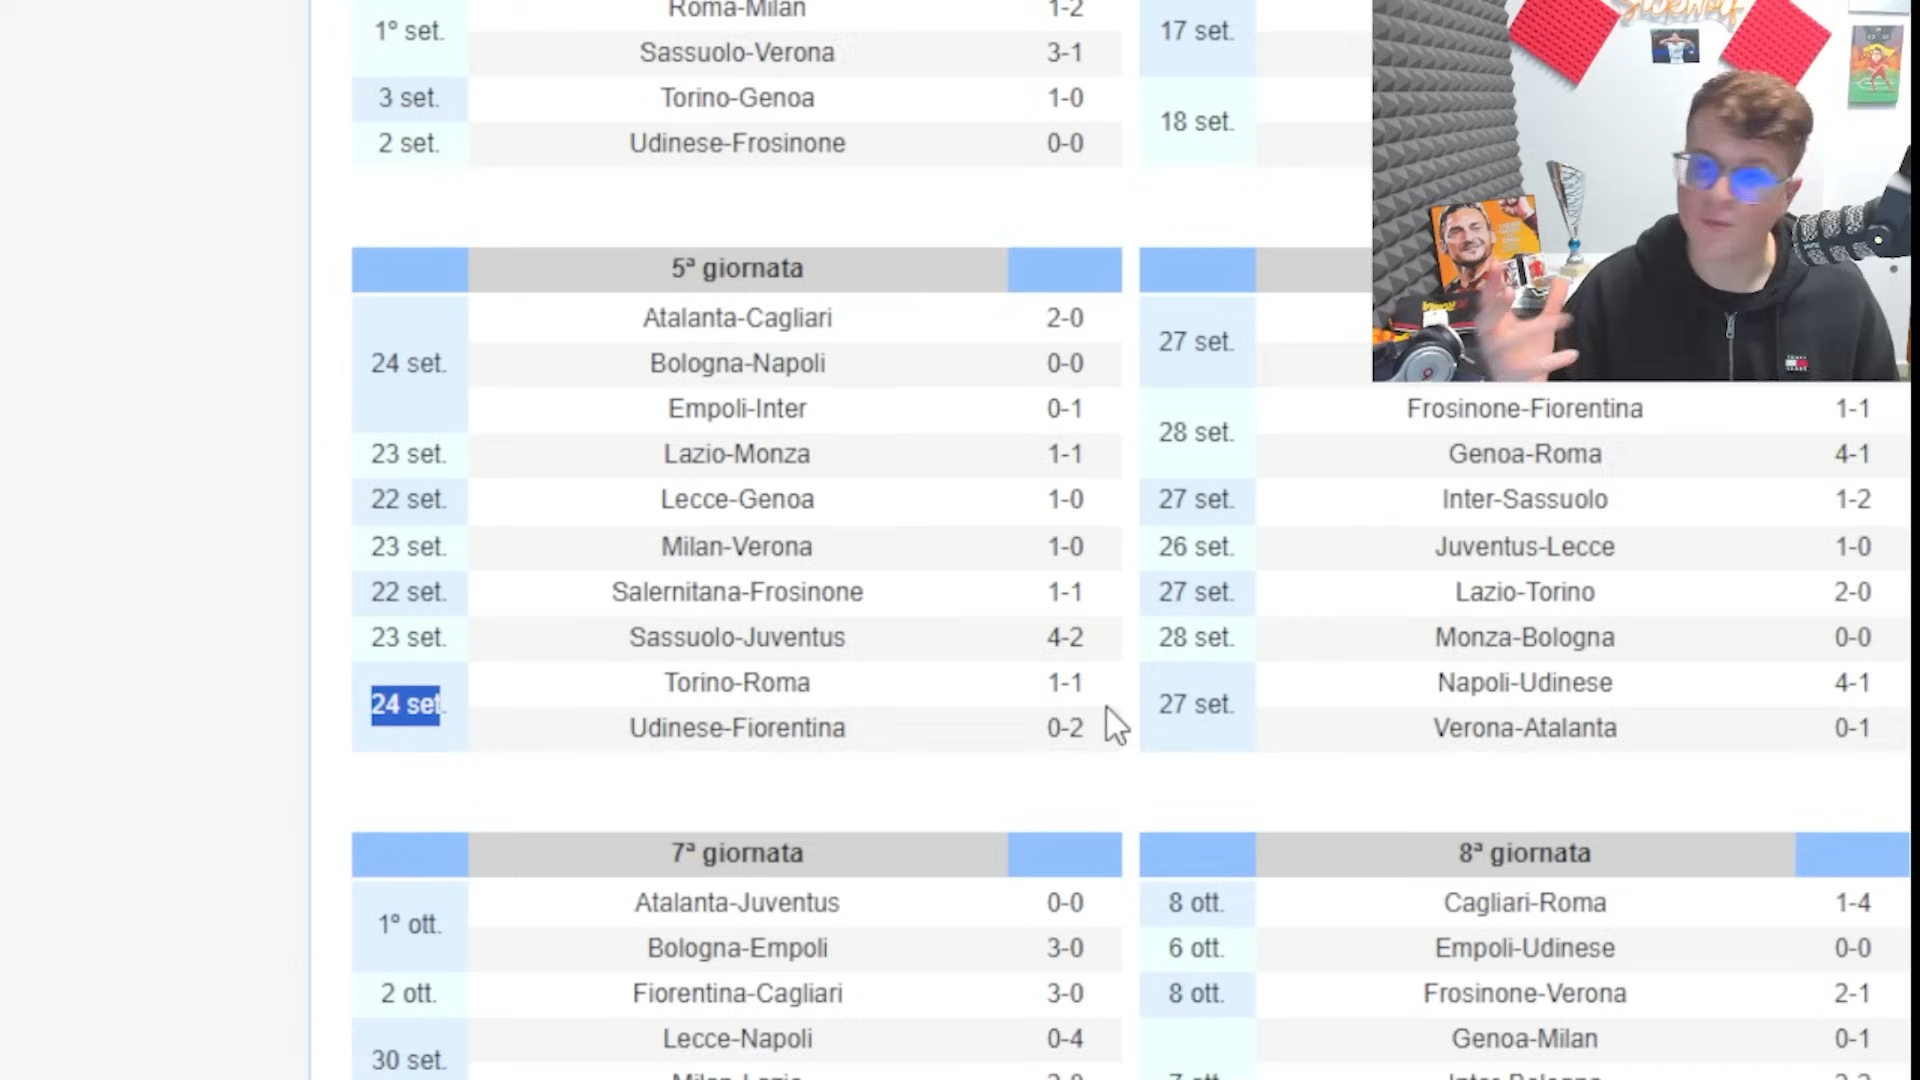 Roma-Milan 1-2
1° set.
Sassuolo-Verona 3-1
3 set. Torino-Genoa 1-0
2 set. Udinese-Frosinone 0-0
17 set.
18 set.
5ª giornata
24 set.
Atalanta-Cagliari 2-0
Bologna-Napoli 0-0
Empoli-Inter 0-1
23 set. Lazio-Monza 1-1
22 set. Lecce-Genoa 1-0
23 set. Milan-Verona 1-0
22 set. Salernitana-Frosinone 1-1
23 set. Sassuolo-Juventus 4-2
24 set.
Torino-Roma 1-1
Udinese-Fiorentina 0-2
27 set.
28 set.
Frosinone-Fiorentina 1-1
Genoa-Roma 4-1
27 set. Inter-Sassuolo 1-2
26 set. Juventus-Lecce 1-0
27 set. Lazio-Torino 2-0
28 set. Monza-Bologna 0-0
27 set.
Napoli-Udinese 4-1
Verona-Atalanta 0-1
7ª giornata
1° ott.
Atalanta-Juventus 0-0
Bologna-Empoli 3-0
2 ott. Fiorentina-Cagliari 3-0
30 set.
Lecce-Napoli 0-4
8ª giornata
8 ott. Cagliari-Roma 1-4
6 ott. Empoli-Udinese 0-0
8 ott. Frosinone-Verona 2-1
Genoa-Milan 0-1